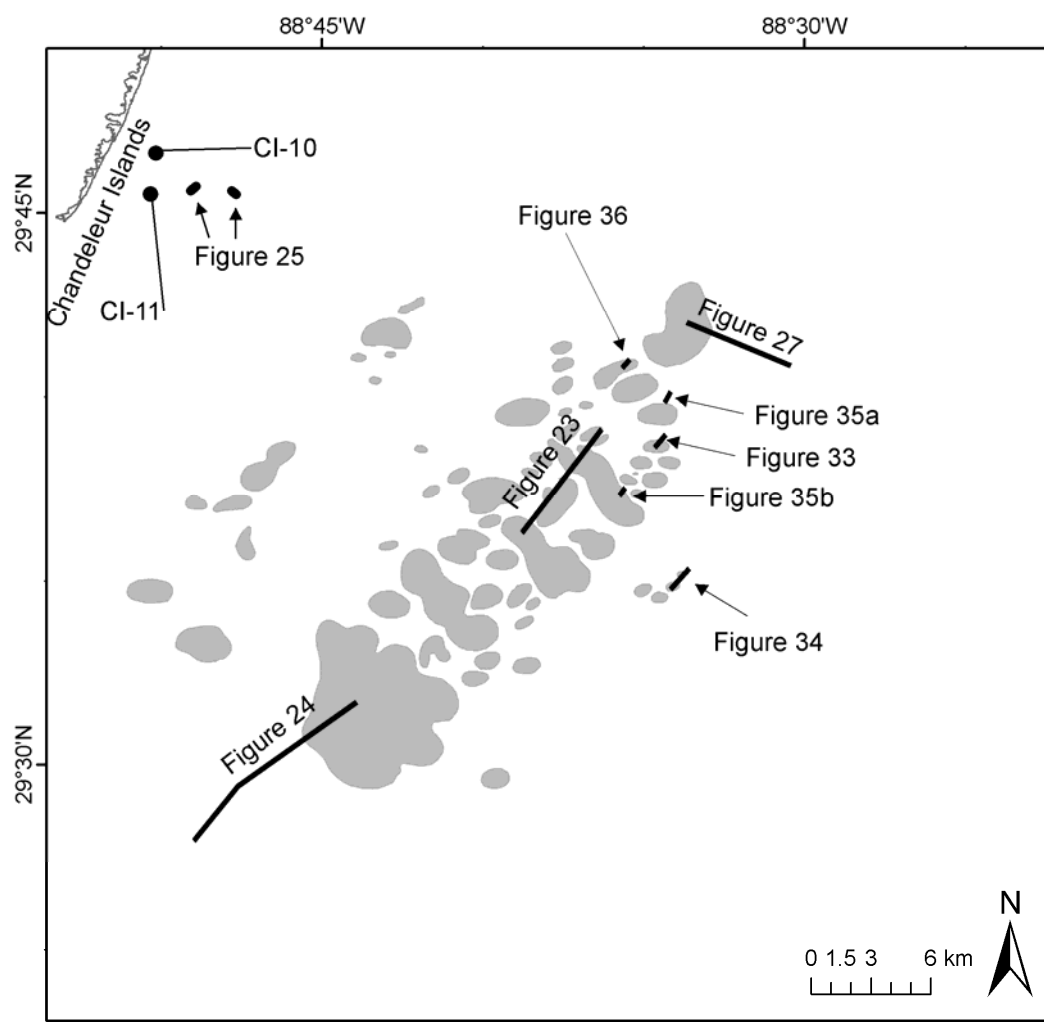 88°45'W
88°30'W
29°45'N
29°30'N
Chandeleur Islands
CI-10
CI-11
Figure 25
Figure 36
Figure 27
Figure 35a
Figure 33
Figure 35b
Figure 23
Figure 34
Figure 24
N
0 1.5 3 6 km